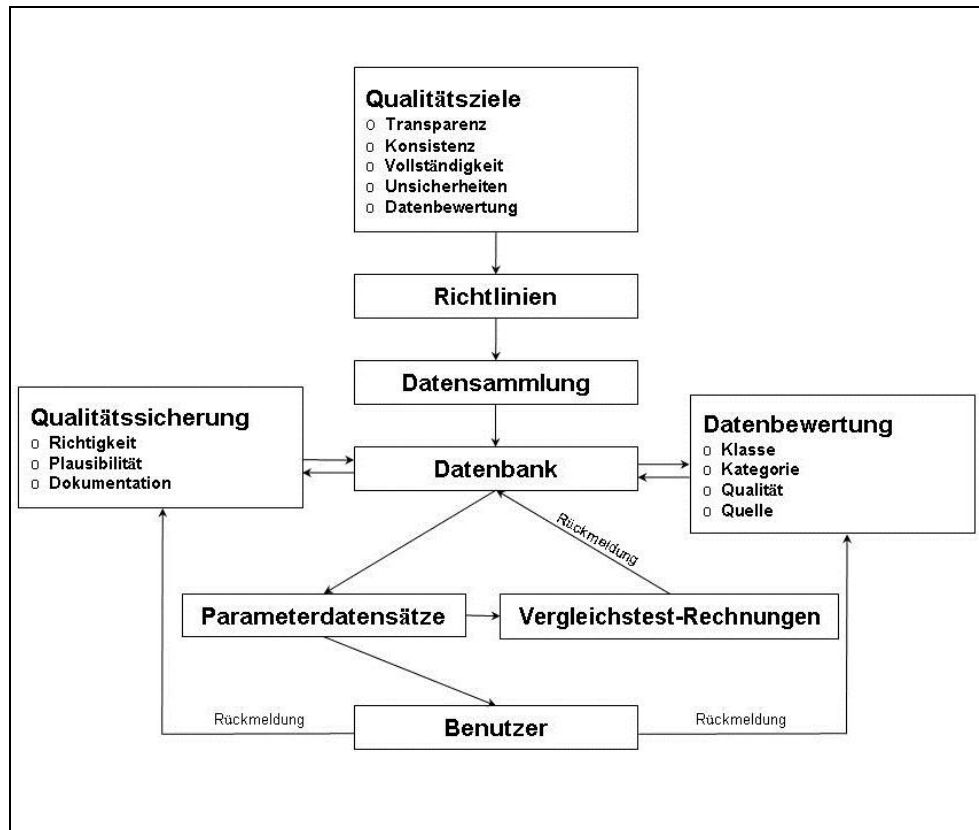 Qualitätsziele
o Transparenz
o Konsistenz
o Vollständigkeit
o Unsicherheiten
o Datenbewertung
Richtlinien
Datensammlung
Qualitätssicherung
o Richtigkeit
o Plausibilität
o Dokumentation
Datenbank
Datenbewertung
o Klasse
o Kategorie
o Qualität
o Quelle
Rückmeldung
Parameterdatensätze
Vergleichstest-Rechnungen
Rückmeldung
Benutzer
Rückmeldung